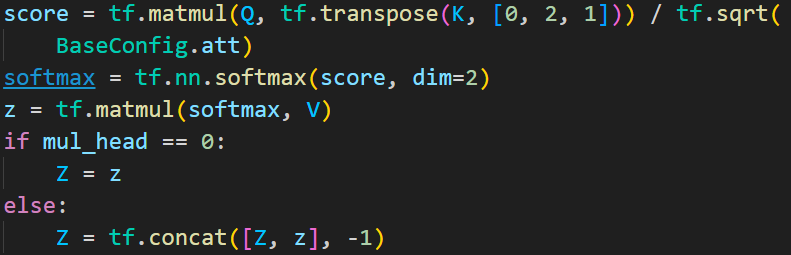 score = tf.matmul(Q, tf.transpose(K, [0, 2, 1])) / tf.sqrt(
    BaseConfig.att)
softmax = tf.nn.softmax(score, dim=2)
z = tf.matmul(softmax, V)
if mul_head == 0:
    Z = z
else:
    Z = tf.concat([Z, z], -1)